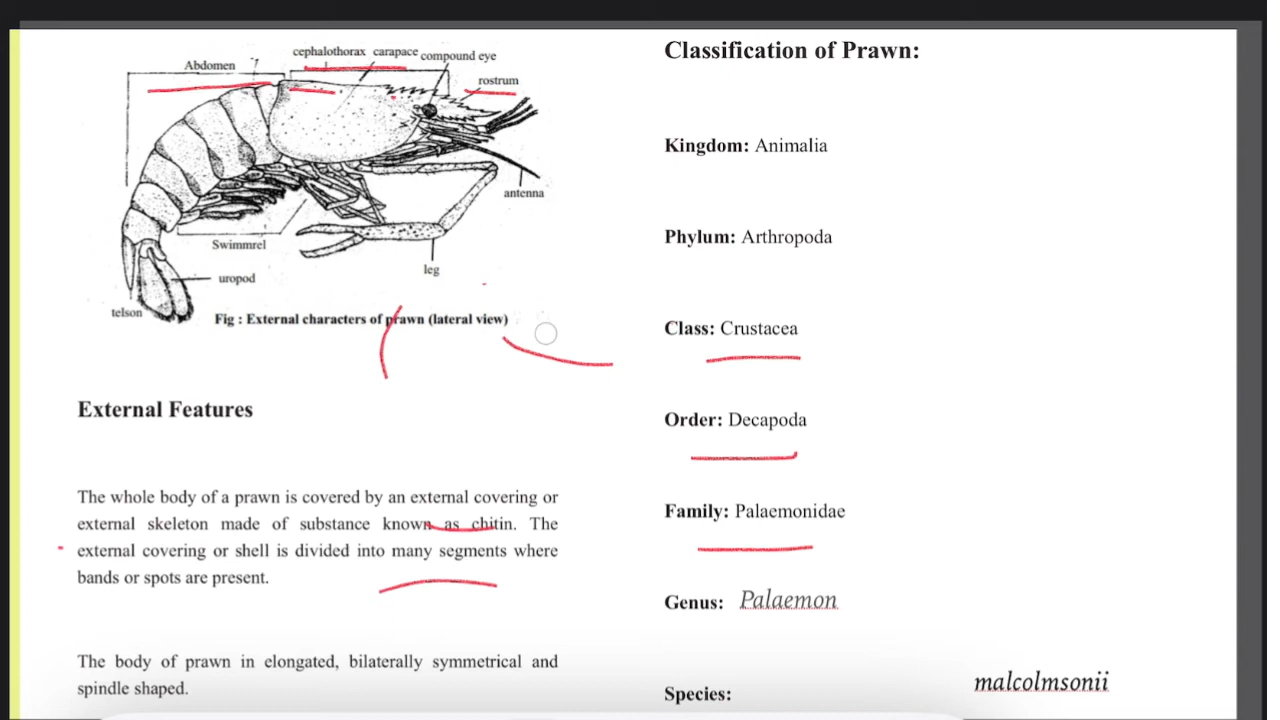 cephalothorax carapace compound eye
Abdomen
rostrum
antenna
Swimmrel
leg
uropod
telson
Fig : External characters of prawn (lateral view)
External Features
The whole body of a prawn is covered by an external covering or
external skeleton made of substance known as chitin. The
external covering or shell is divided into many segments where
bands or spots are present.
The body of prawn in elongated, bilaterally symmetrical and
spindle shaped.
Classification of Prawn:
Kingdom: Animalia
Phylum: Arthropoda
Class: Crustacea
Order: Decapoda
Family: Palaemonidae
Genus: Palaemon
Species: malcolmsonii